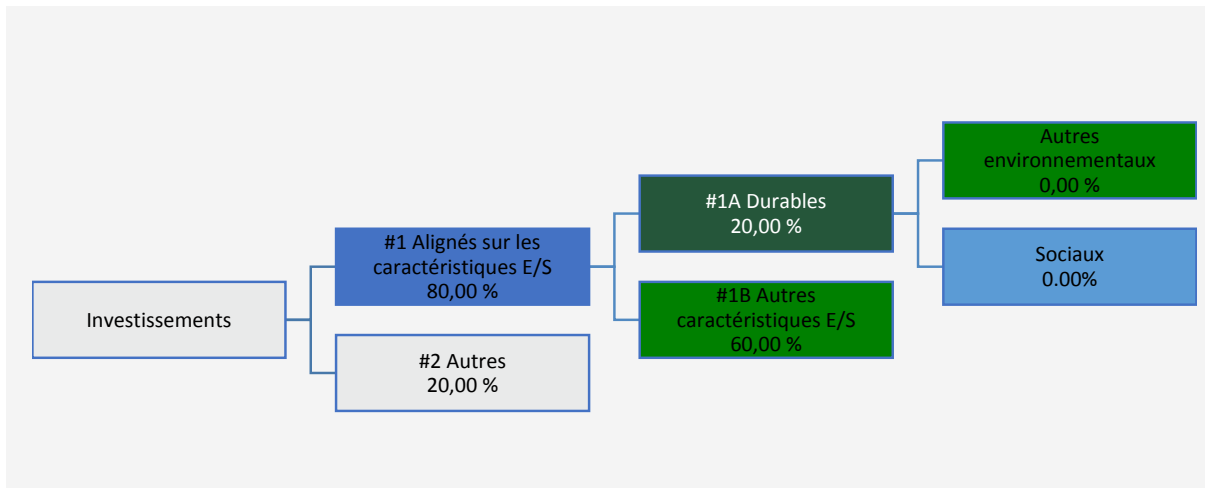 Investissements
#1 Alignés sur les
caractéristiques E/S
80,00 %
#2 Autres
20,00 %
#1A Durables
20,00 %
#1B Autres
caractéristiques E/S
60,00 %
Autres
environnementaux
0,00 %
Sociaux
0.00%